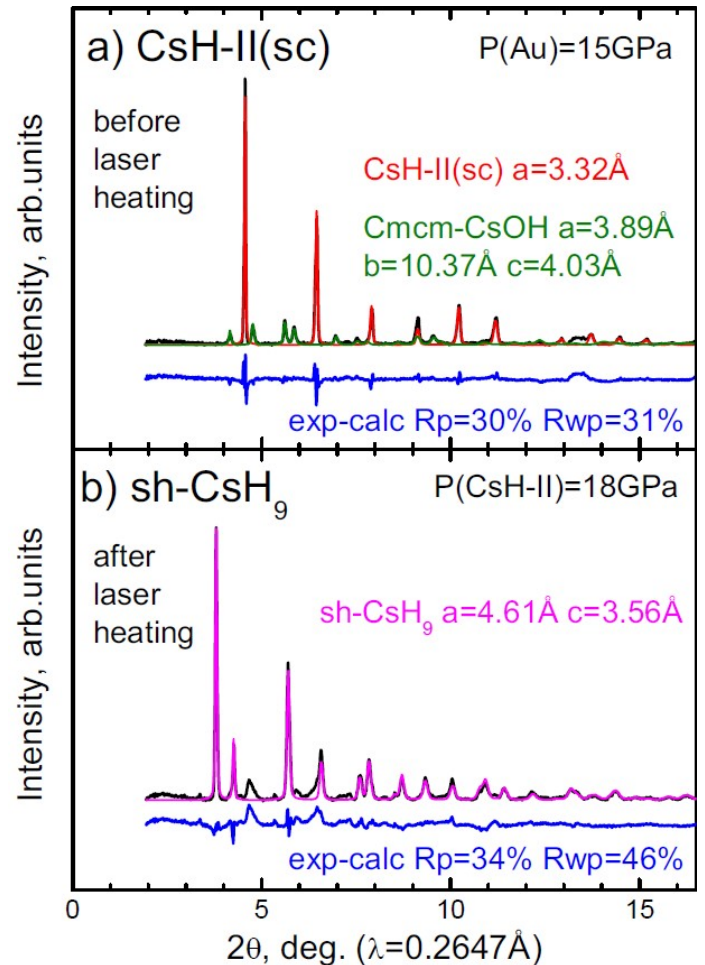 a) CsH-II(sc)
P(Au)=15GPa
before
laser
heating
CsH-II(sc) a=3.32Å
Cmcm-CsOH a=3.89Å
b=10.37Å c=4.03Å
exp-calc Rp=30% Rwp=31%
Intensity, arb.units
b) sh-CsH₉
P(CsH-II)=18GPa
after
laser
heating
sh-CsH₉ a=4.61Å c=3.56Å
exp-calc Rp=34% Rwp=46%
Intensity, arb.units
0 5 10 15
2θ, deg. (λ=0.2647Å)